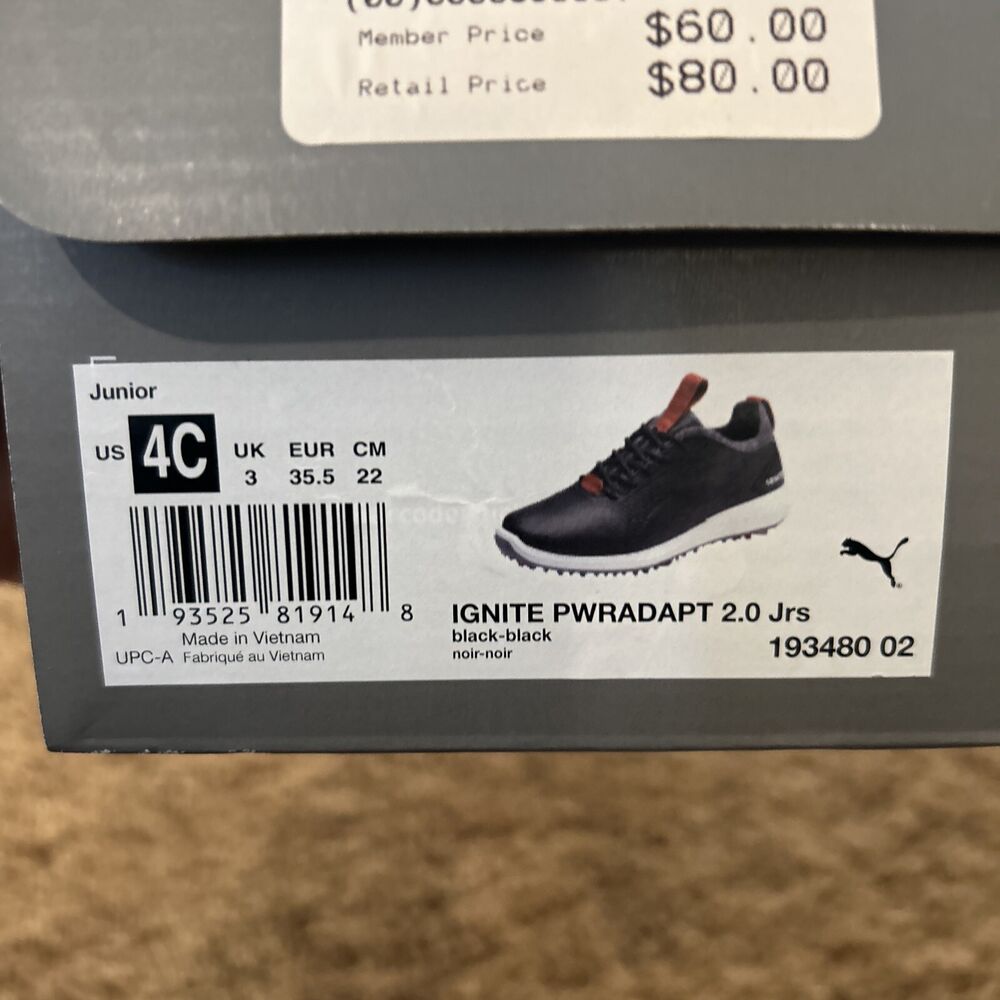 Member Price $60.00
Retail Price $80.00
Junior
US 4C UK 3 EUR 35.5 CM 22
1 93525 81914 8
Made in Vietnam
UPC-A Fabriqué au Vietnam
IGNITE PWRADAPT 2.0 Jrs
black-black
noir-noir
193480 02